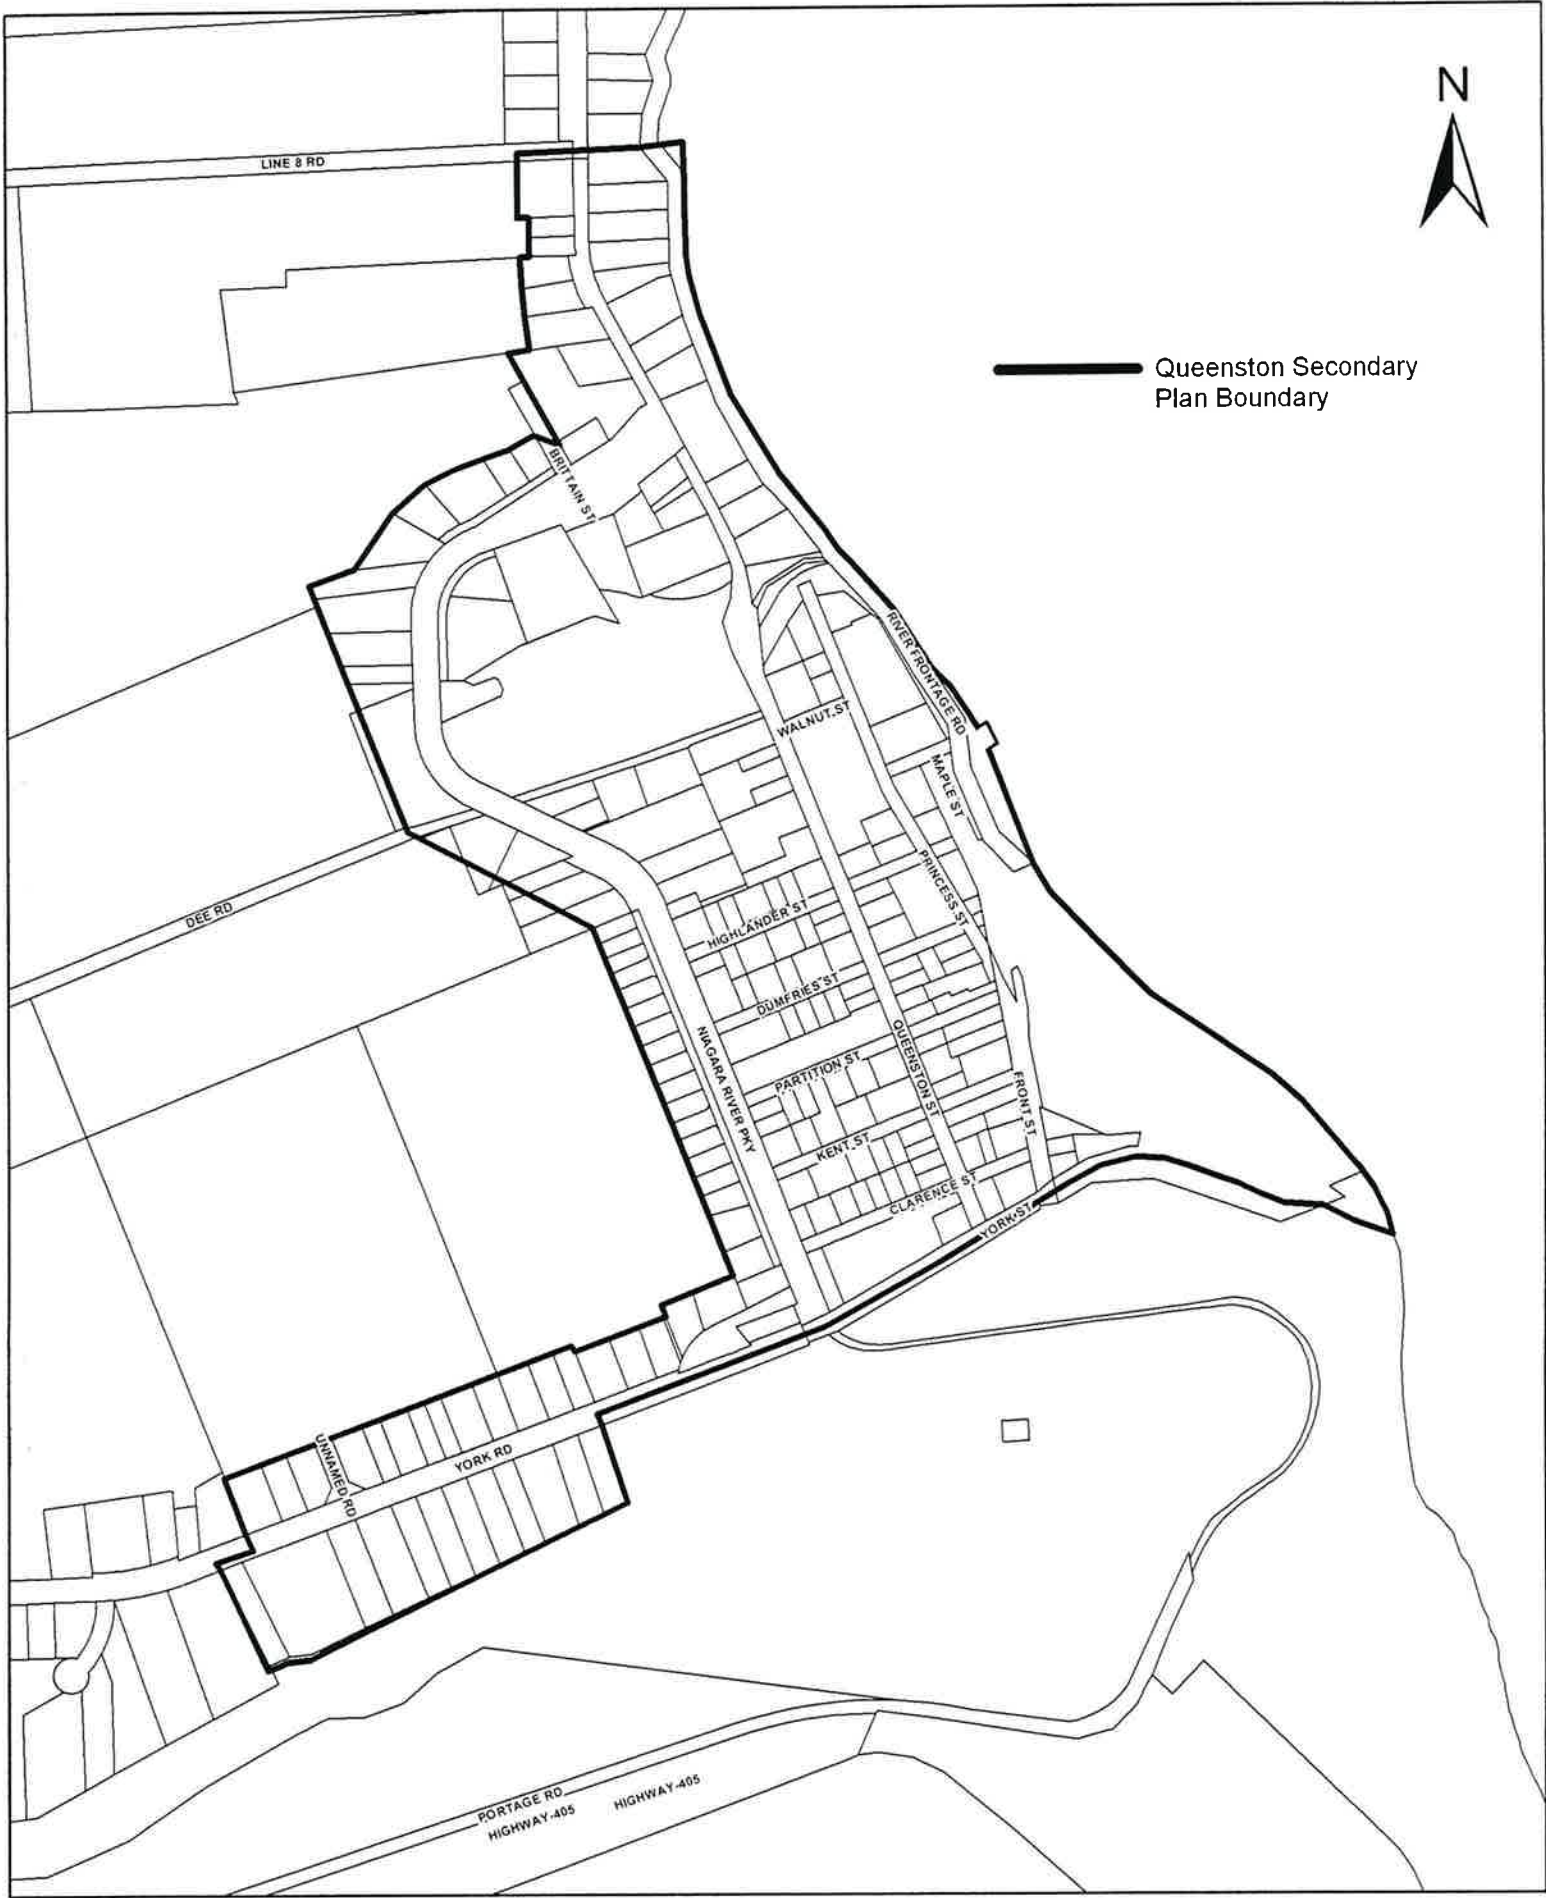 N
LINE 8 RD
Queenston Secondary
Plan Boundary
BRITTAIN ST
RIVER FRONTAGE RD
WALNUT ST
MAPLE ST
PRINCESS ST
DEE RD
HIGHLANDER ST
DUMFRIES ST
NIAGARA RIVER PKY
QUEENSTON ST
PARTITION ST
FRONT ST
KENT ST
CLARENCE ST
YORK ST
UNNAMED RD
YORK RD
PORTAGE RD
HIGHWAY-405
HIGHWAY-405